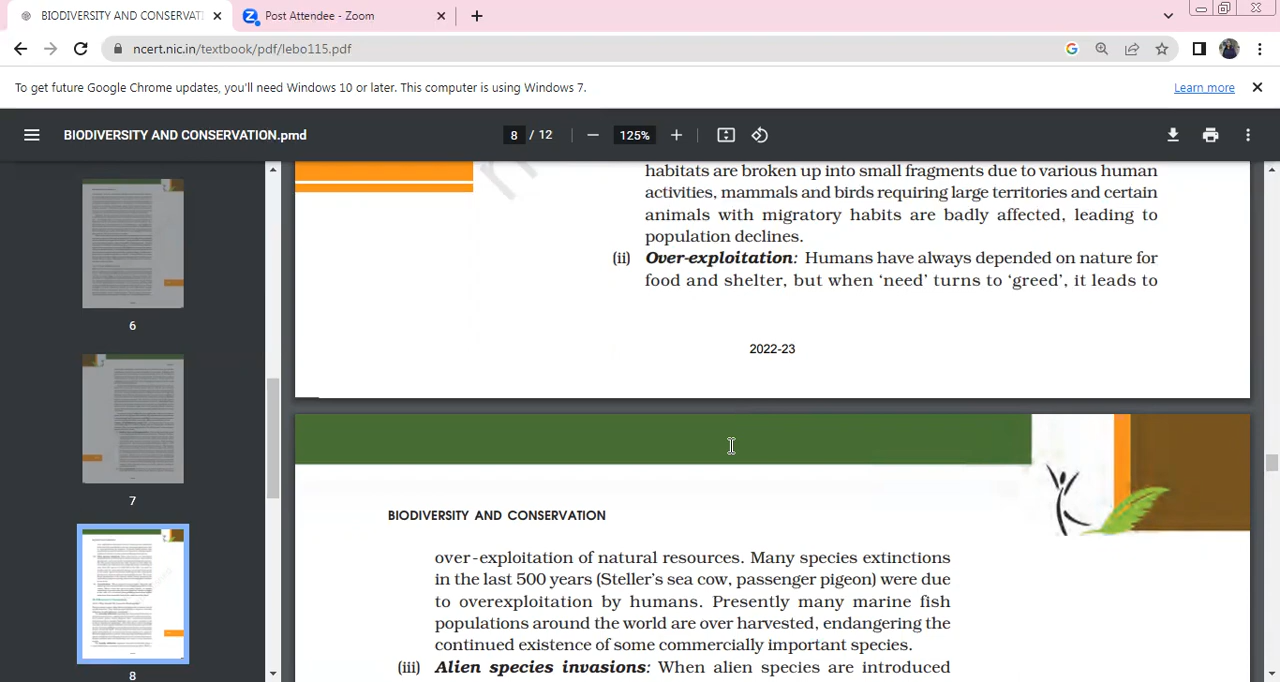 BIODIVERSITY AND CONSERVATI
Post Attendee - Zoom
ncert.nic.in/textbook/pdf/lebo115.pdf
To get future Google Chrome updates, you'll need Windows 10 or later. This computer is using Windows 7.
Learn more
BIODIVERSITY AND CONSERVATION.pmd
8 / 12
125%
6
7
8
habitats are broken up into small fragments due to various human
activities, mammals and birds requiring large territories and certain
animals with migratory habits are badly affected, leading to
population declines.
(ii) Over-exploitation: Humans have always depended on nature for
food and shelter, but when ‘need’ turns to ‘greed’, it leads to
2022-23
BIODIVERSITY AND CONSERVATION
over-exploitation of natural resources. Many species extinctions
in the last 500 years (Steller’s sea cow, passenger pigeon) were due
to overexploitation by humans. Presently many marine fish
populations around the world are over harvested, endangering the
continued existence of some commercially important species.
(iii) Alien species invasions: When alien species are introduced